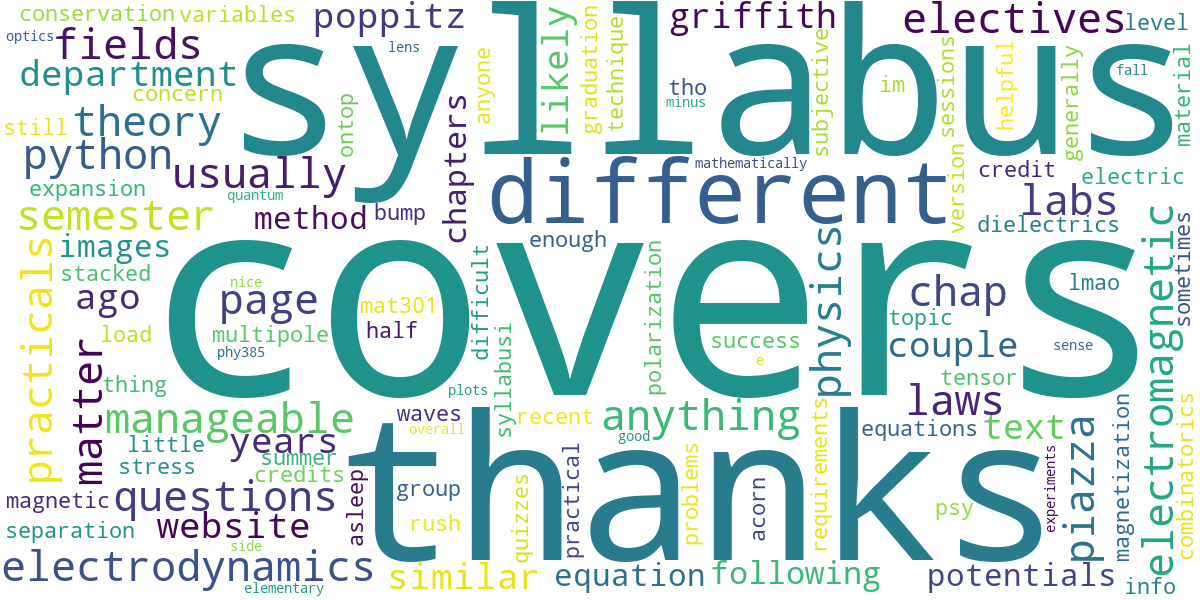 conservation
variables
poppitz
griffith
electives
level
optics
fields
lens
likely
graduation
technique
department
concern
anyone
tho
minus
subjective
im
sessions
helpful
generally
fall
material
syllabus
still
theory
ontop
python
chapters
usually
different
mathematically
version
credit
electric
expansion
quantum
labs
semester
method
bump
enough
dielectrics
practicals
images
stacked
covers
nice
difficult
polarization
physics
chap
lmao
electromagnetic
sometimes
ago
page
mat301
half
load
multipole
phy385
success
e
topic
couple
sense
matter
thing
plots
syllabusi
tensor
laws
manageable
waves
overall
recent
anything
equations
text
piazza
magnetization
combinatorics
years
little
stress
summer
credits
good
thanks
magnetic
questions
asleep
group
quizzes
practical
problems
acorn
requirements
psy
experiments
separation
website
rush
side
electrodynamics
elementary
similar
equation
following
potentials
info